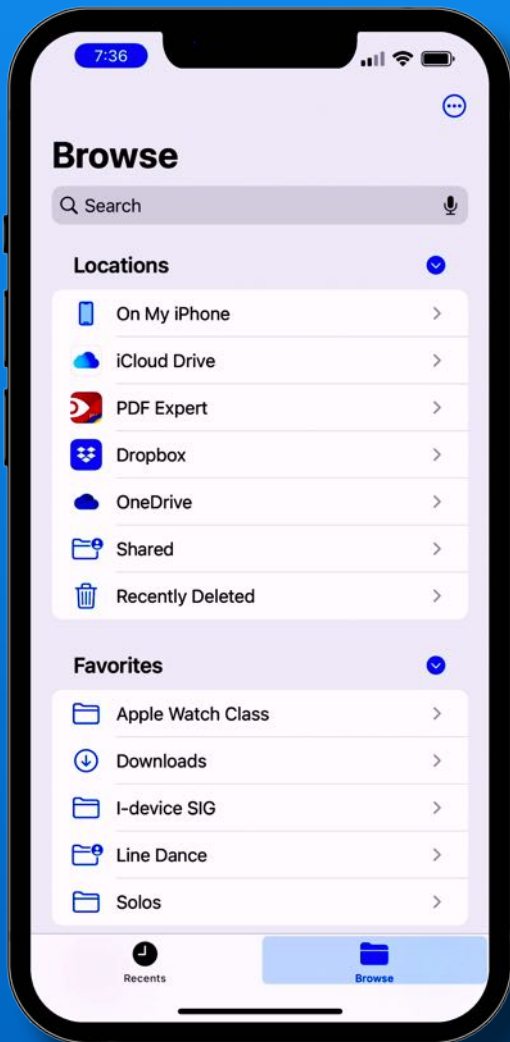 7:36
Browse
Search
Locations
On My iPhone
iCloud Drive
PDF Expert
Dropbox
OneDrive
Shared
Recently Deleted
Favorites
Apple Watch Class
Downloads
I-device SIG
Line Dance
Solos
Recents
Browse